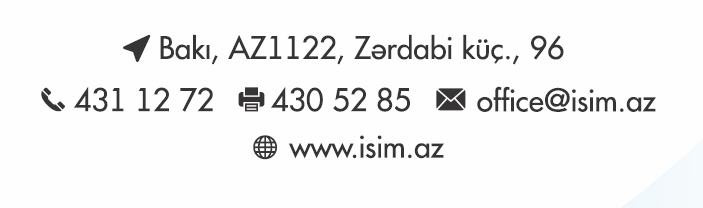 Bakı, AZ1122, Zərdabi küç., 96
431 12 72 430 52 85 office@isim.az
www.isim.az